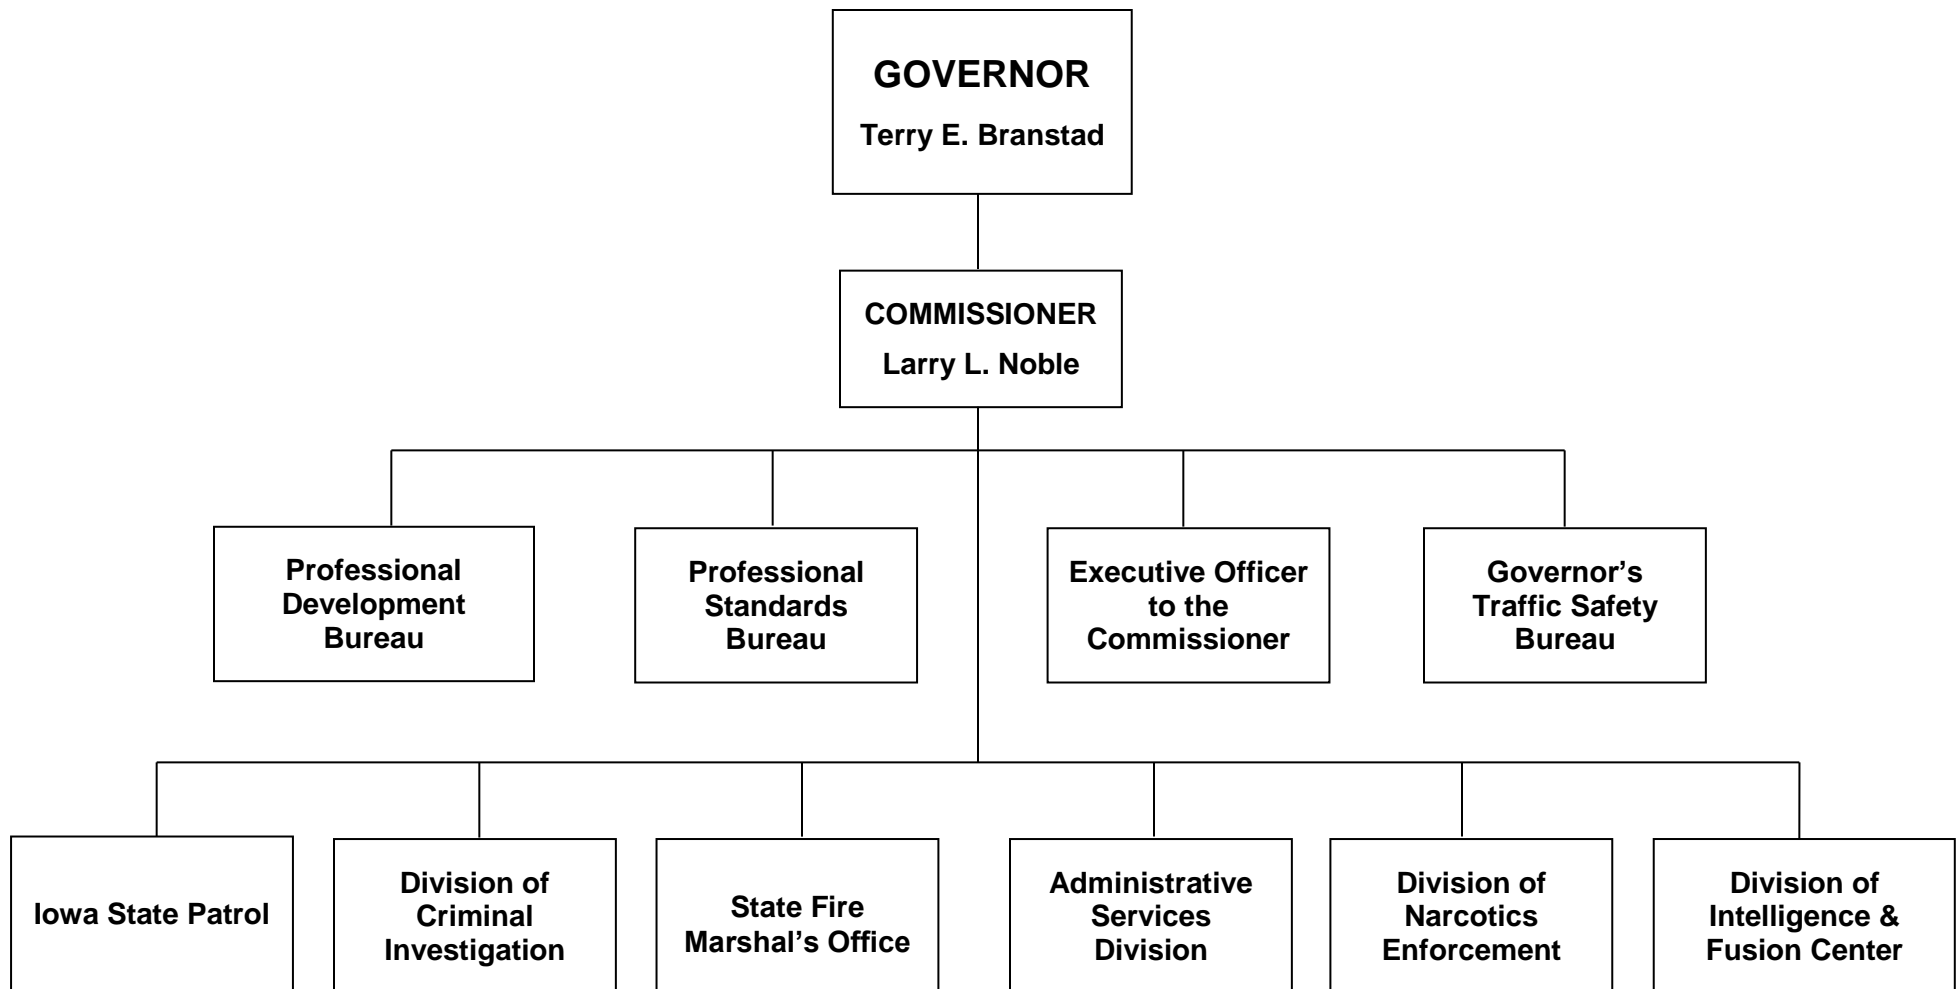 GOVERNOR
Terry E. Branstad
COMMISSIONER
Larry L. Noble
Professional
Development
Bureau
Professional
Standards
Bureau
Executive Officer
to the
Commissioner
Governor’s
Traffic Safety
Bureau
Iowa State Patrol
Division of
Criminal
Investigation
State Fire
Marshal’s Office
Administrative
Services
Division
Division of
Narcotics
Enforcement
Division of
Intelligence &
Fusion Center